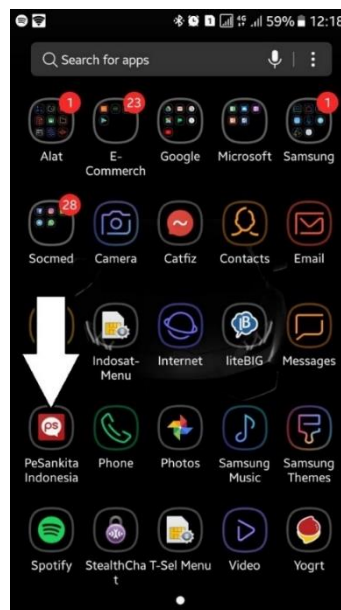 59% 12:18
Search for apps
1 23 1
Alat E- Google Microsoft Samsung
Commerch
28
Socmed Camera Catfiz Contacts Email
Indosat- Internet liteBIG Messages
Menu
PeSankita Phone Photos Samsung Samsung
Indonesia Music Themes
Spotify StealthCha T-Sel Menu Video Yogrt
t